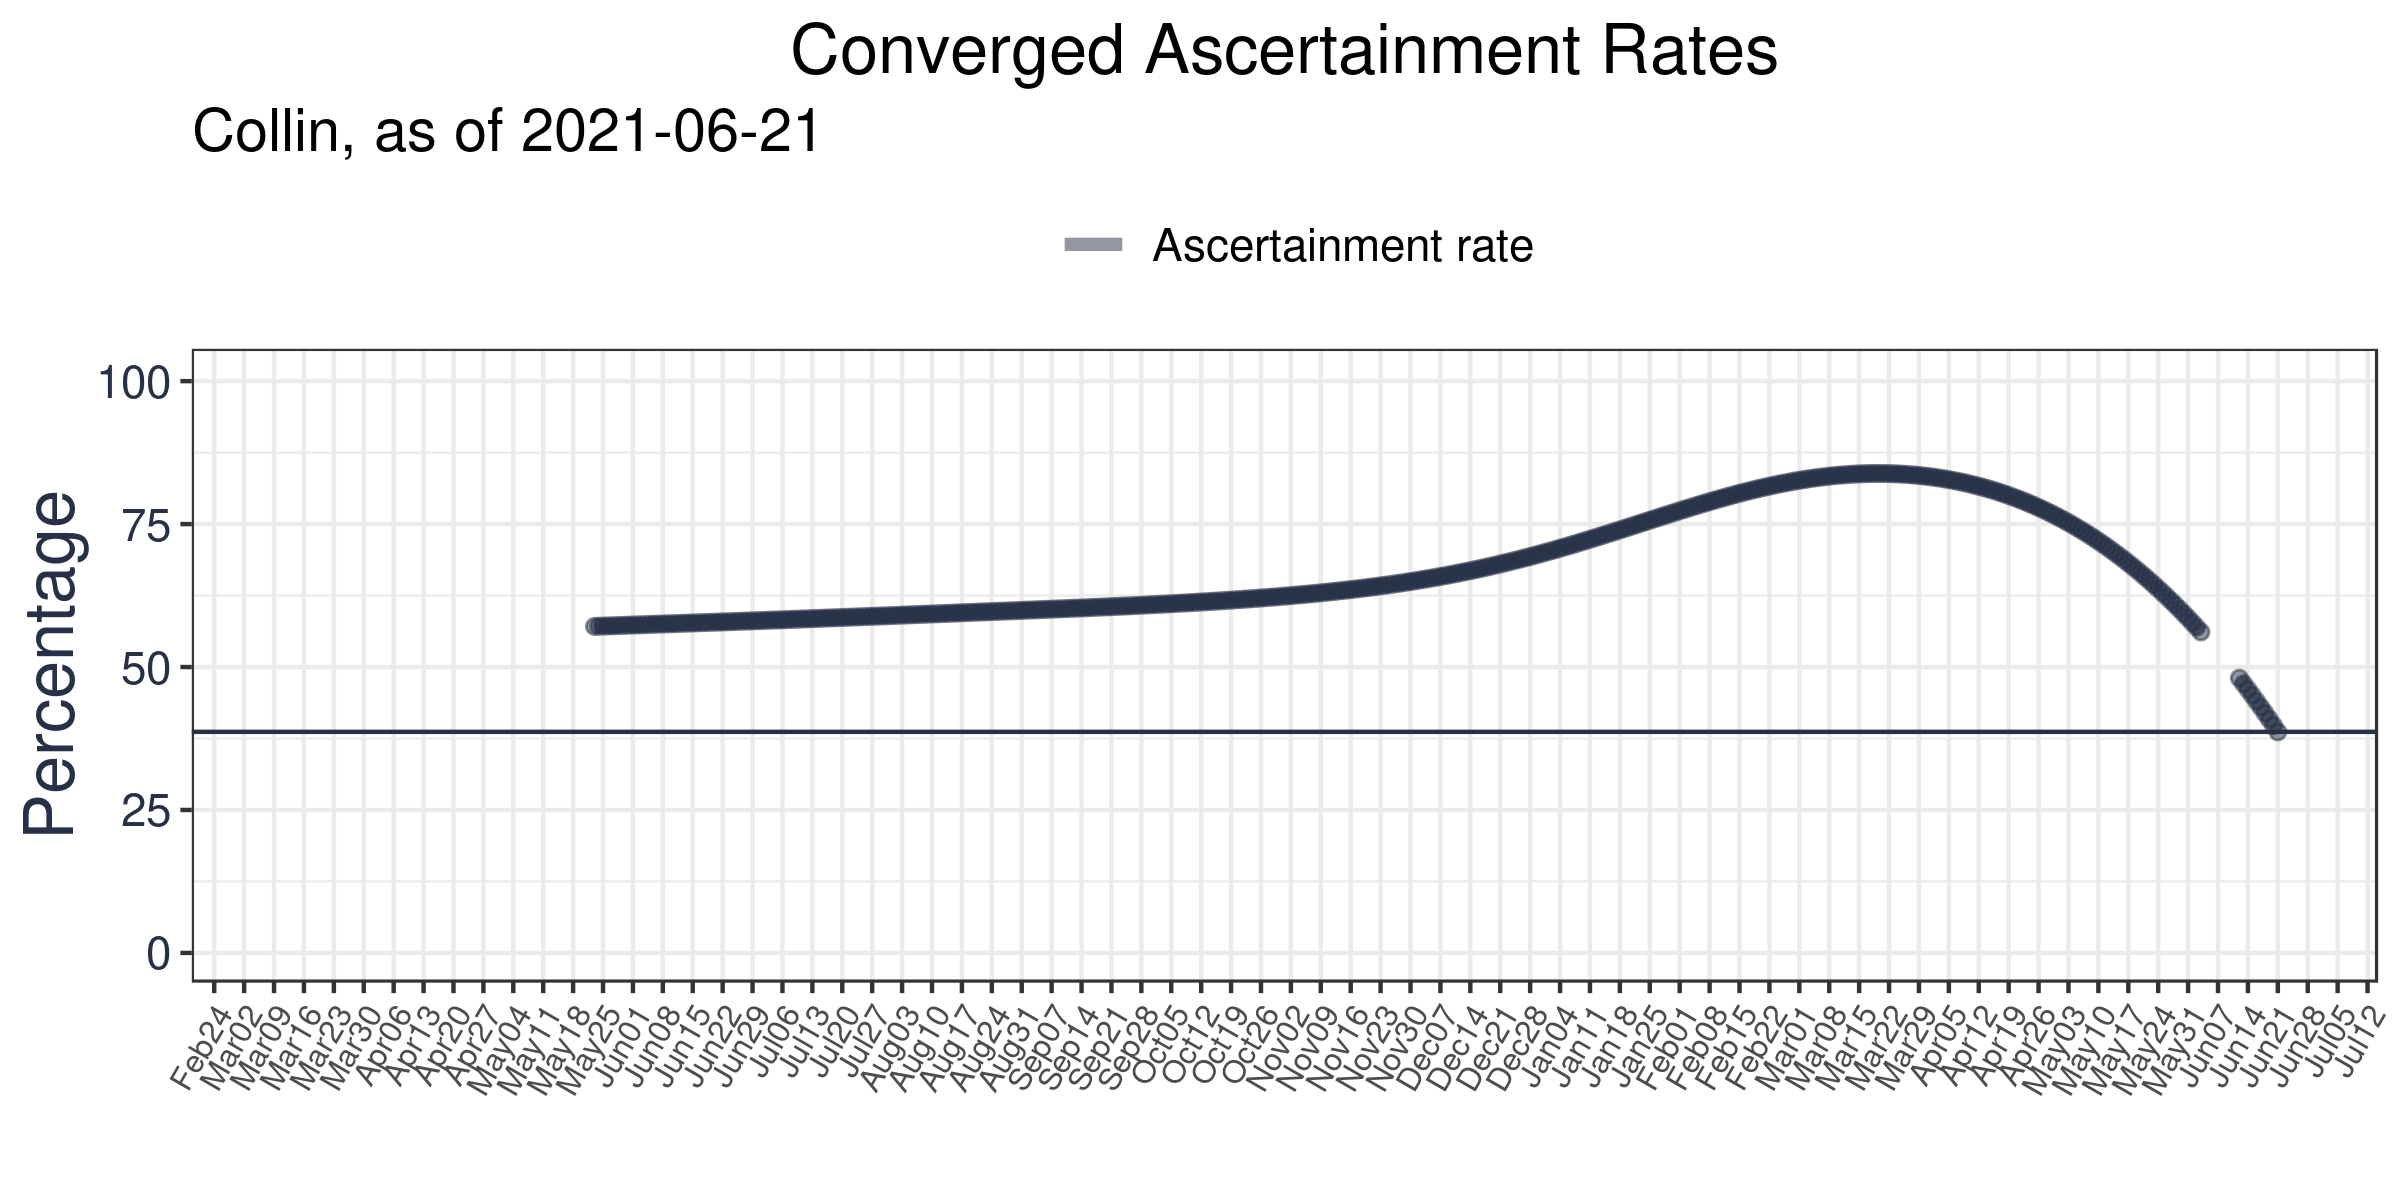 Converged Ascertainment Rates
Collin, as of 2021-06-21
Ascertainment rate
Percentage
100
75
50
25
0
Feb24
Mar02
Mar09
Mar16
Mar23
Mar30
Apr06
Apr13
Apr20
Apr27
May04
May11
May18
May25
Jun01
Jun08
Jun15
Jun22
Jun29
Jul06
Jul13
Jul20
Jul27
Aug03
Aug10
Aug17
Aug24
Aug31
Sep07
Sep14
Sep21
Sep28
Oct05
Oct12
Oct19
Oct26
Nov02
Nov09
Nov16
Nov23
Nov30
Dec07
Dec14
Dec21
Dec28
Jan04
Jan11
Jan18
Jan25
Feb01
Feb08
Feb15
Feb22
Mar01
Mar08
Mar15
Mar22
Mar29
Apr05
Apr12
Apr19
Apr26
May03
May10
May17
May24
May31
Jun07
Jun14
Jun21
Jun28
Jul05
Jul12